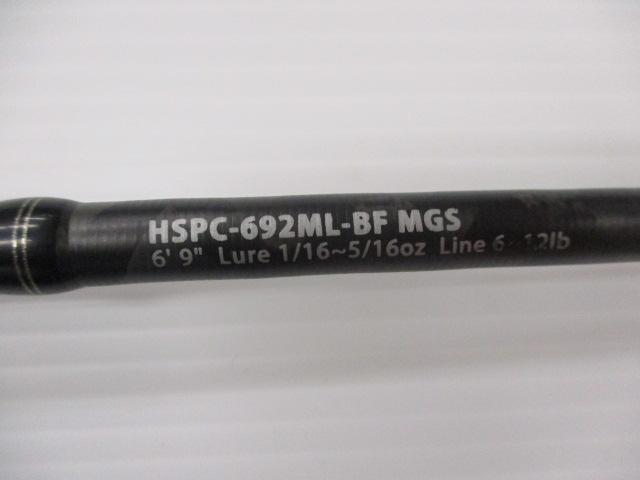 HSPC-692ML-BF MGS
6' 9" Lure 1/16~5/16oz Line 6~12lb